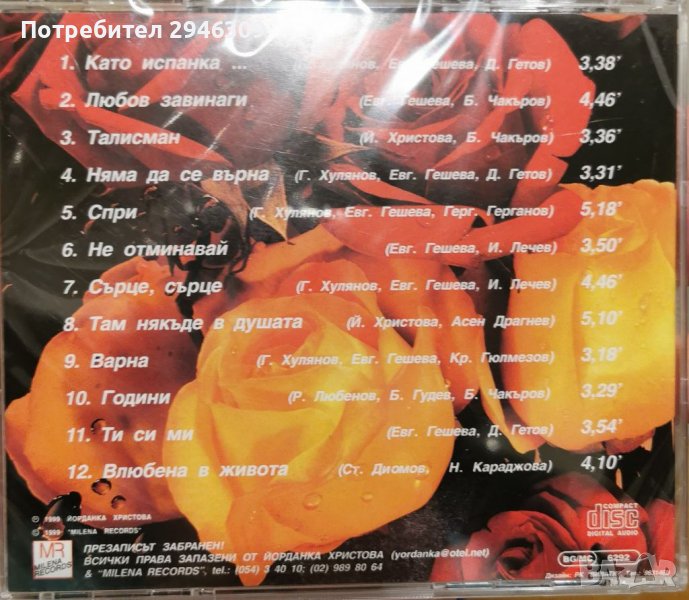 Потребител
1. Като испанка ... Евг. Гешева, Д. Гетов) 3,38'
2. Любов завинаги (Евг. Гешева, Б. Чакъров) 4,46'
3. Талисман (Й. Христова, Б. Чакъров) 3,36'
4. Няма да се върна (Г. Хулянов, Евг. Гешева, Д. Гетов) 3,31'
5. Спри (Г. Хулянов, Евг. Гешева, Герг. Герганов) 5,18'
6. Не отминавай (Евг. Гешева, И. Лечев) 3,50'
7. Сърце, сърце (Г. Хулянов, Евг. Гешева, И. Лечев) 4,46'
8. Там някъде в душата (Й. Христова, Асен Драгнев) 5,10'
9. Варна (Г. Хулянов, Евг. Гешева, Кр. Гюлмезов) 3,18'
10. Години (Р. Любенов, Б. Гудев, Б. Чакъров) 3,29'
11. Ти си ми (Евг. Гешева, Д. Гетов) 3,54'
12. Влюбена в живота (Ст. Диомов, Н. Караджова) 4,10'
℗ 1999 ЙОРДАНКА ХРИСТОВА
© 1999 "MILENA RECORDS"
MR
MILENA
RECORDS
ПРЕЗАПИСЪТ ЗАБРАНЕН!
ВСИЧКИ ПРАВА ЗАПАЗЕНИ ОТ ЙОРДАНКА ХРИСТОВА (yordanka@otel.net)
& "MILENA RECORDS", tel.: (054) 3 40 10; (02) 989 80 64
COMPACT
disc
DIGITAL AUDIO
BG/MC 6292
Дизайн: РК
bazar